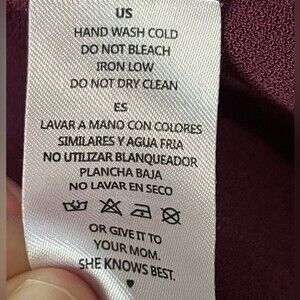 US
HAND WASH COLD
DO NOT BLEACH
IRON LOW
DO NOT DRY CLEAN
ES
LAVAR A MANO CON COLORES
SIMILARES Y AGUA FRIA
NO UTILIZAR BLANQUEADOR
PLANCHA BAJA
NO LAVAR EN SECO
OR GIVE IT TO
YOUR MOM.
SHE KNOWS BEST.